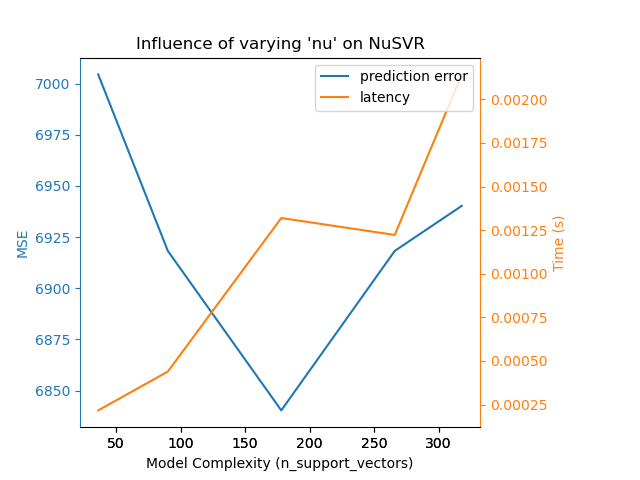 Influence of varying 'nu' on NuSVR
prediction error
latency
7000
6975
6950
6925
6900
6875
6850
MSE
0.00200
0.00175
0.00150
0.00125
0.00100
0.00075
0.00050
0.00025
Time (s)
50 100 150 200 250 300
Model Complexity (n_support_vectors)